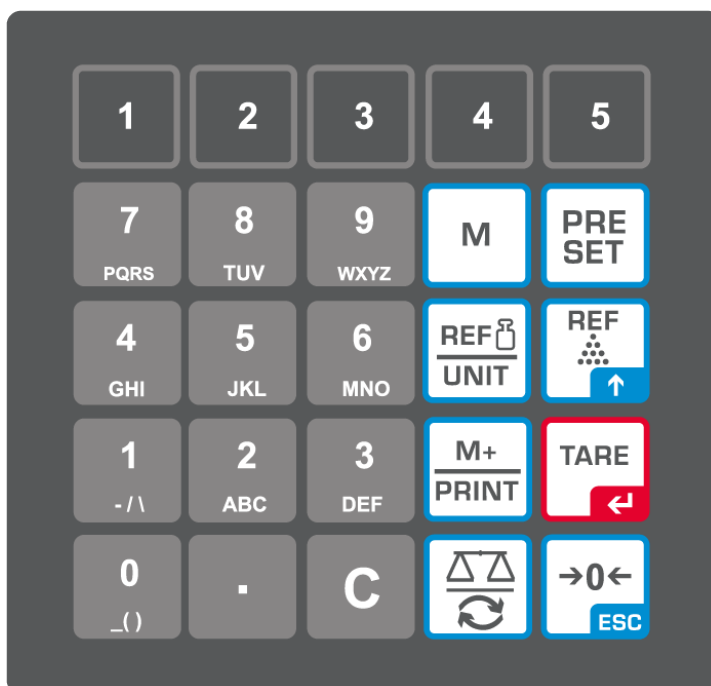 1 2 3 4 5
7 8 9 M PRE
SET
PQRS TUV WXYZ
4 5 6 REF REF
UNIT
GHI JKL MNO ↑
1 2 3 M+ TARE
PRINT
-/\ ABC DEF ↵
0 . C →0←
_() ESC